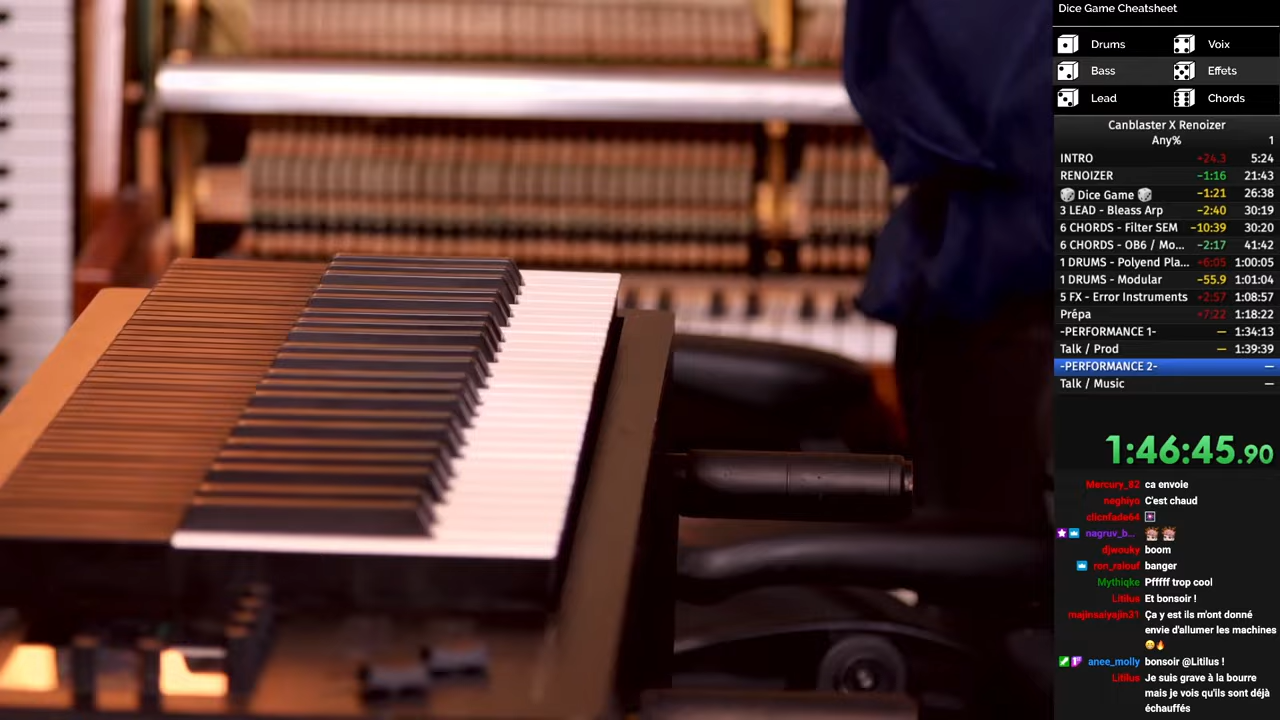 Dice Game Cheatsheet
Drums Voix
Bass Effets
Lead Chords
Canblaster X Renoizer
Any% 1
INTRO +24.3 5:24
RENOIZER −1:16 21:43
Dice Game −1:21 26:38
3 LEAD - Bleass Arp −2:40 30:19
6 CHORDS - Filter SEM −10:39 30:20
6 CHORDS - OB6 / Mo... −2:17 41:42
1 DRUMS - Polyend Pla... +6:05 1:00:05
1 DRUMS - Modular −55.9 1:01:04
5 FX - Error Instruments +2:57 1:08:57
Prépa +7:22 1:18:22
-PERFORMANCE 1- — 1:34:13
Talk / Prod — 1:39:39
-PERFORMANCE 2- —
Talk / Music —
1:46:45.90
Mercury_82 ca envoie
neghiyo C'est chaud
clicnfade64
nagruv_b...
djwouky boom
ron_ralouf banger
Mythiqke Pfffff trop cool
Litilus Et bonsoir !
majinsaiyajin31 Ça y est ils m'ont donné
envie d'allumer les machines
anee_molly bonsoir @Litilus !
Litilus Je suis grave à la bourre
mais je vois qu'ils sont déjà
échauffés